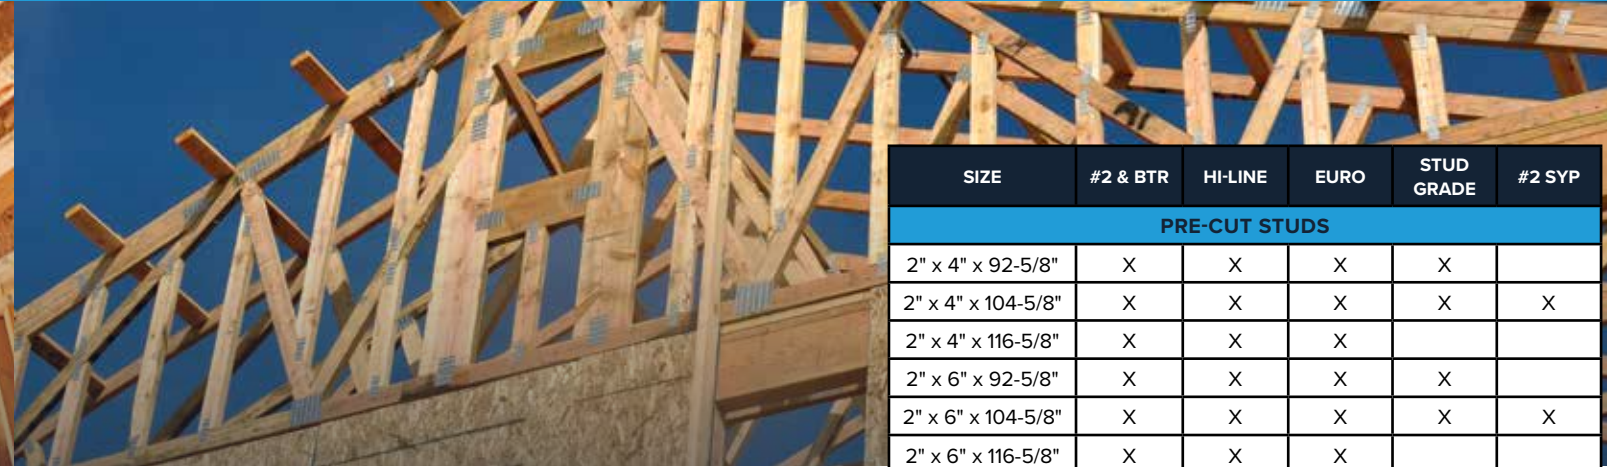 SIZE #2 & BTR HI-LINE EURO STUD GRADE #2 SYP
PRE-CUT STUDS
2" x 4" x 92-5/8" X X X X
2" x 4" x 104-5/8" X X X X X
2" x 4" x 116-5/8" X X X
2" x 6" x 92-5/8" X X X X
2" x 6" x 104-5/8" X X X X X
2" x 6" x 116-5/8" X X X